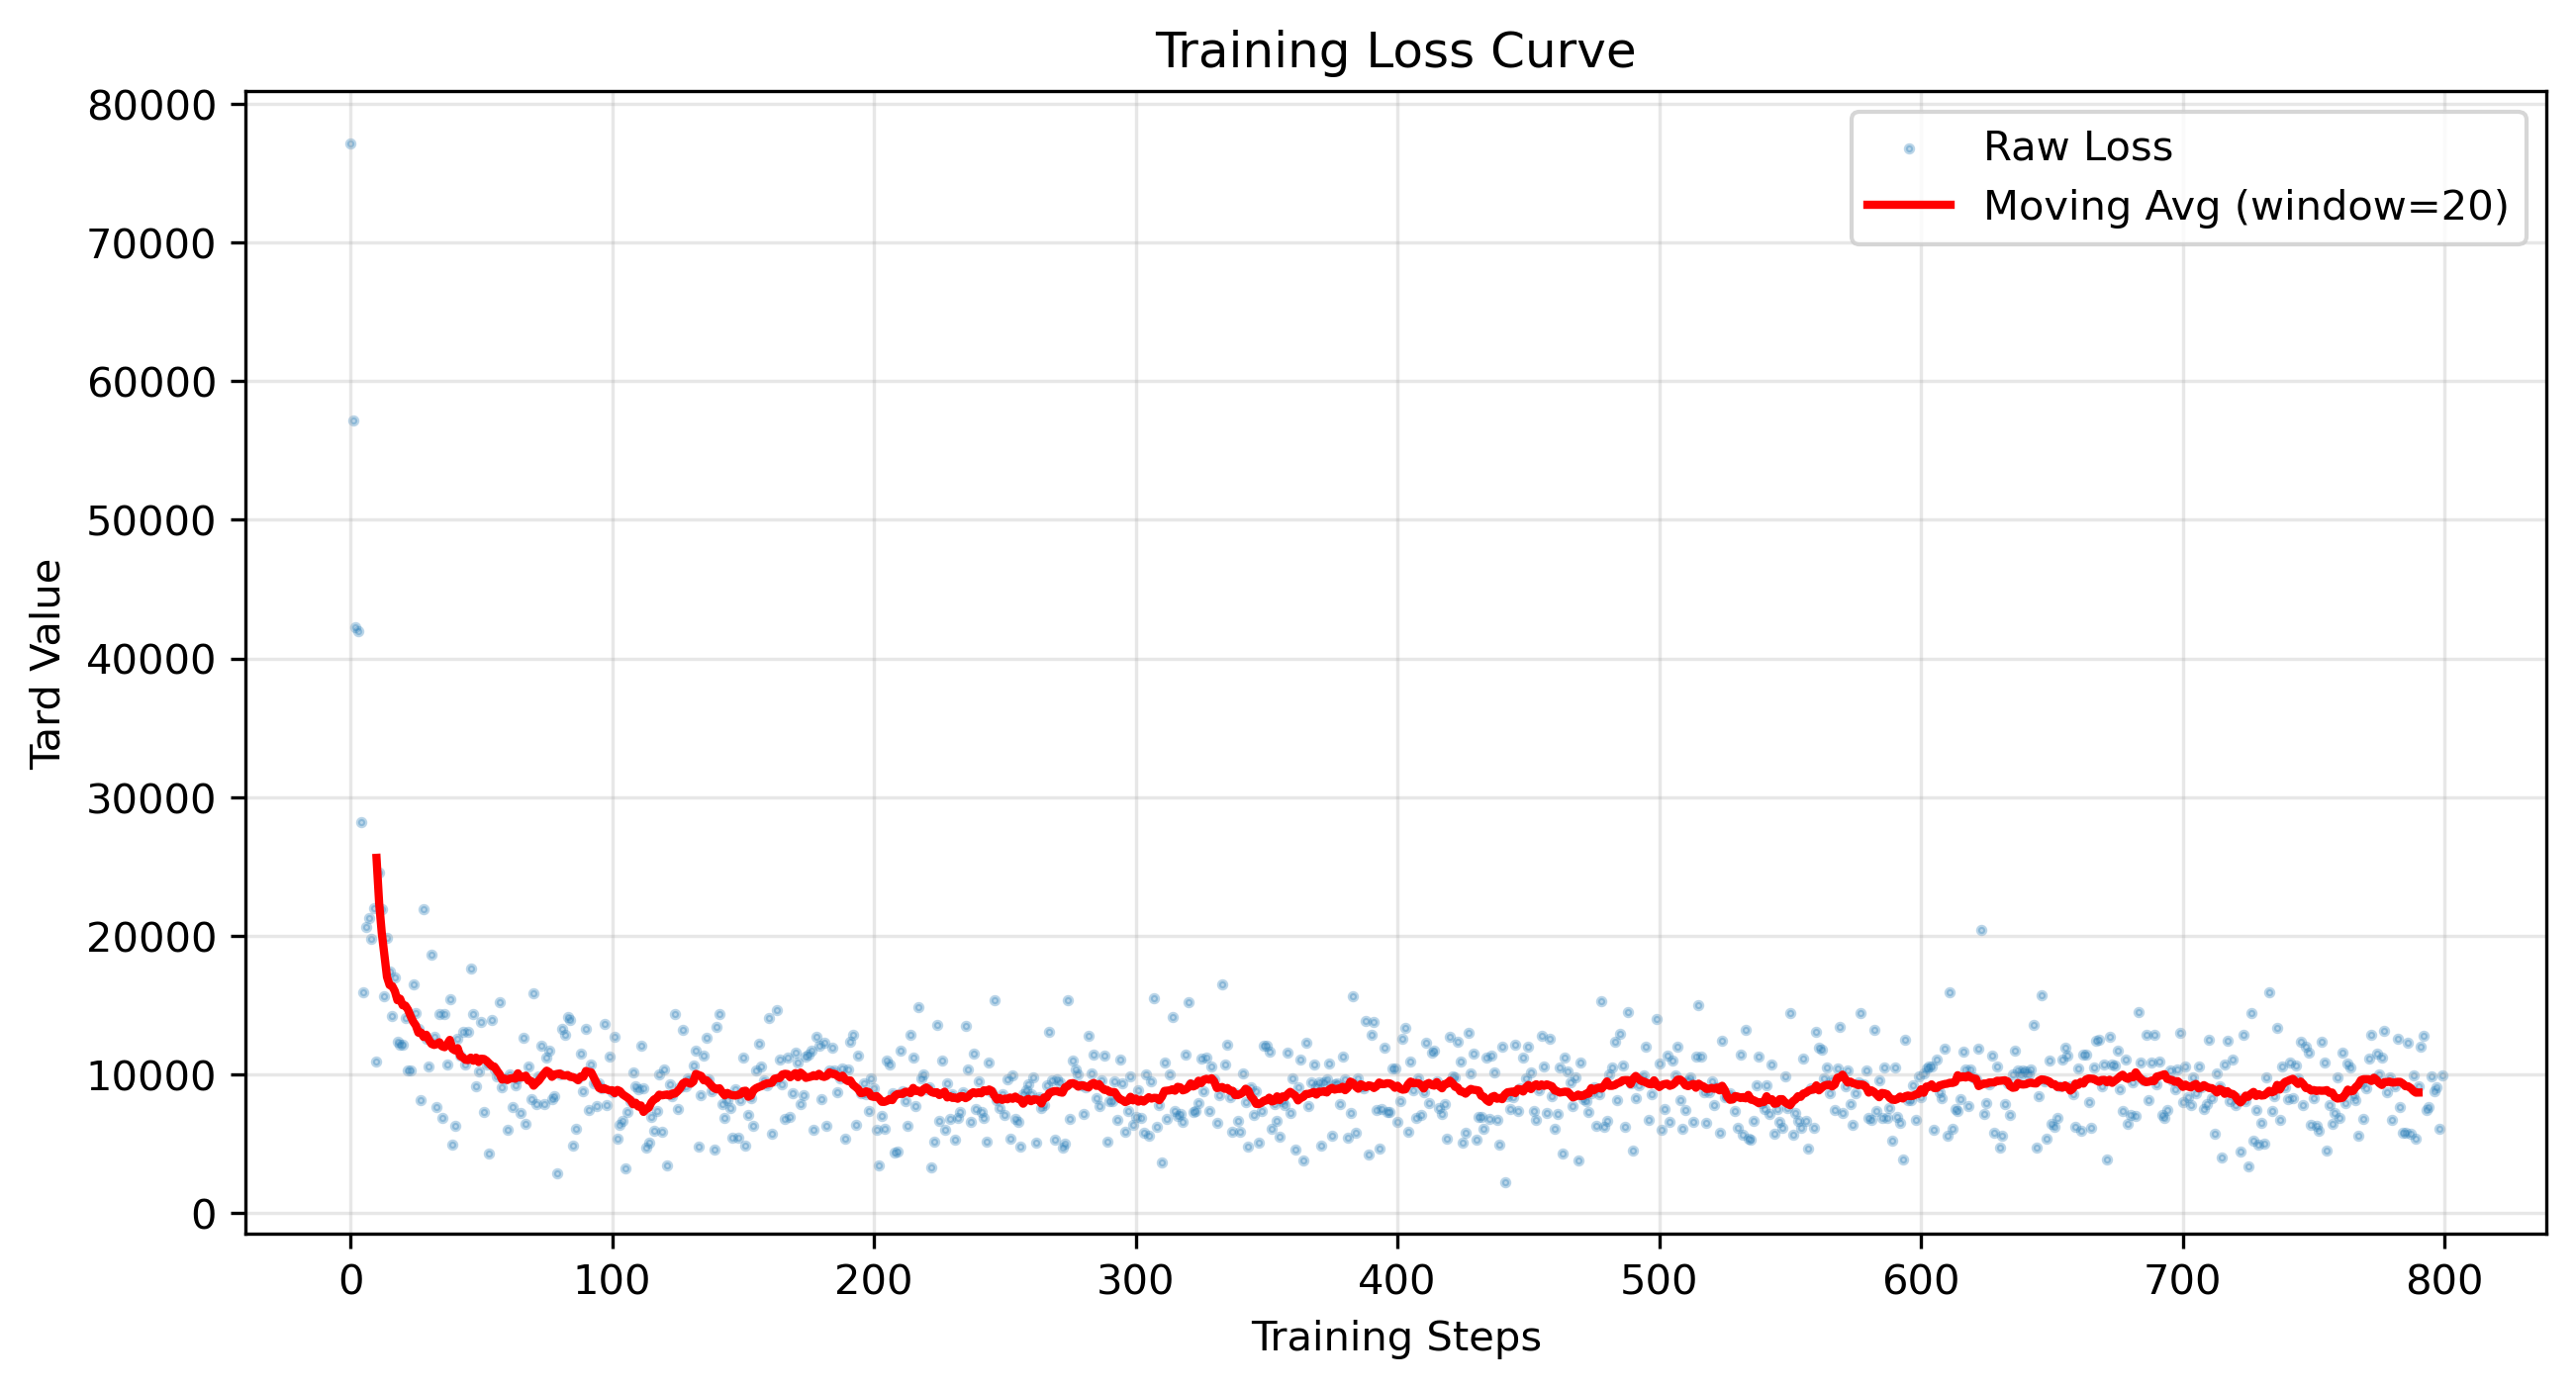 Training Loss Curve
80000
70000
60000
50000
40000
30000
20000
10000
0
Tard Value
Raw Loss
Moving Avg (window=20)
0 100 200 300 400 500 600 700 800
Training Steps